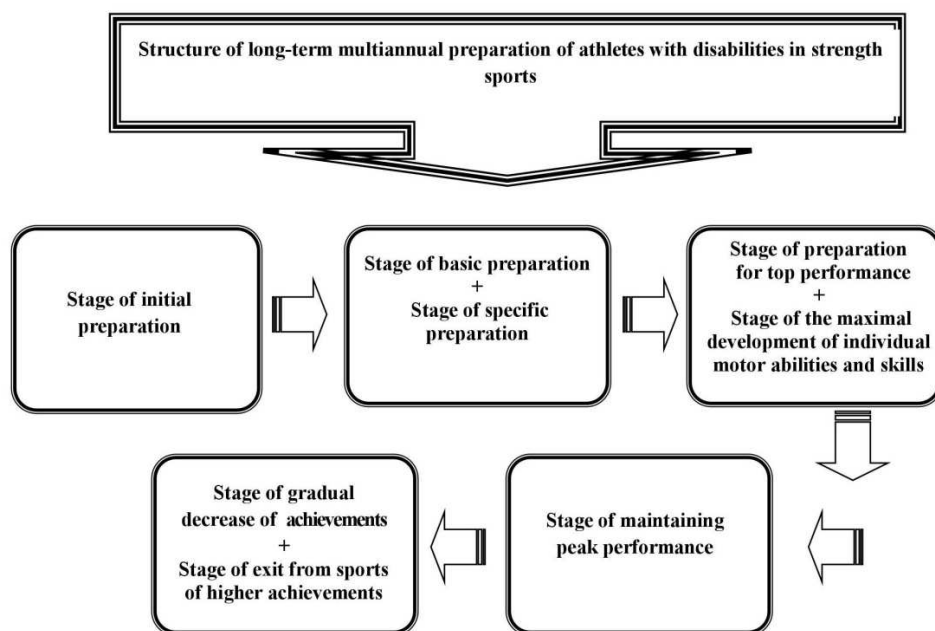 Structure of long-term multiannual preparation of athletes with disabilities in strength
sports
Stage of initial
preparation
Stage of basic preparation
+
Stage of specific
preparation
Stage of preparation
for top performance
+
Stage of the maximal
development of individual
motor abilities and skills
Stage of maintaining
peak performance
Stage of gradual
decrease of achievements
+
Stage of exit from sports
of higher achievements